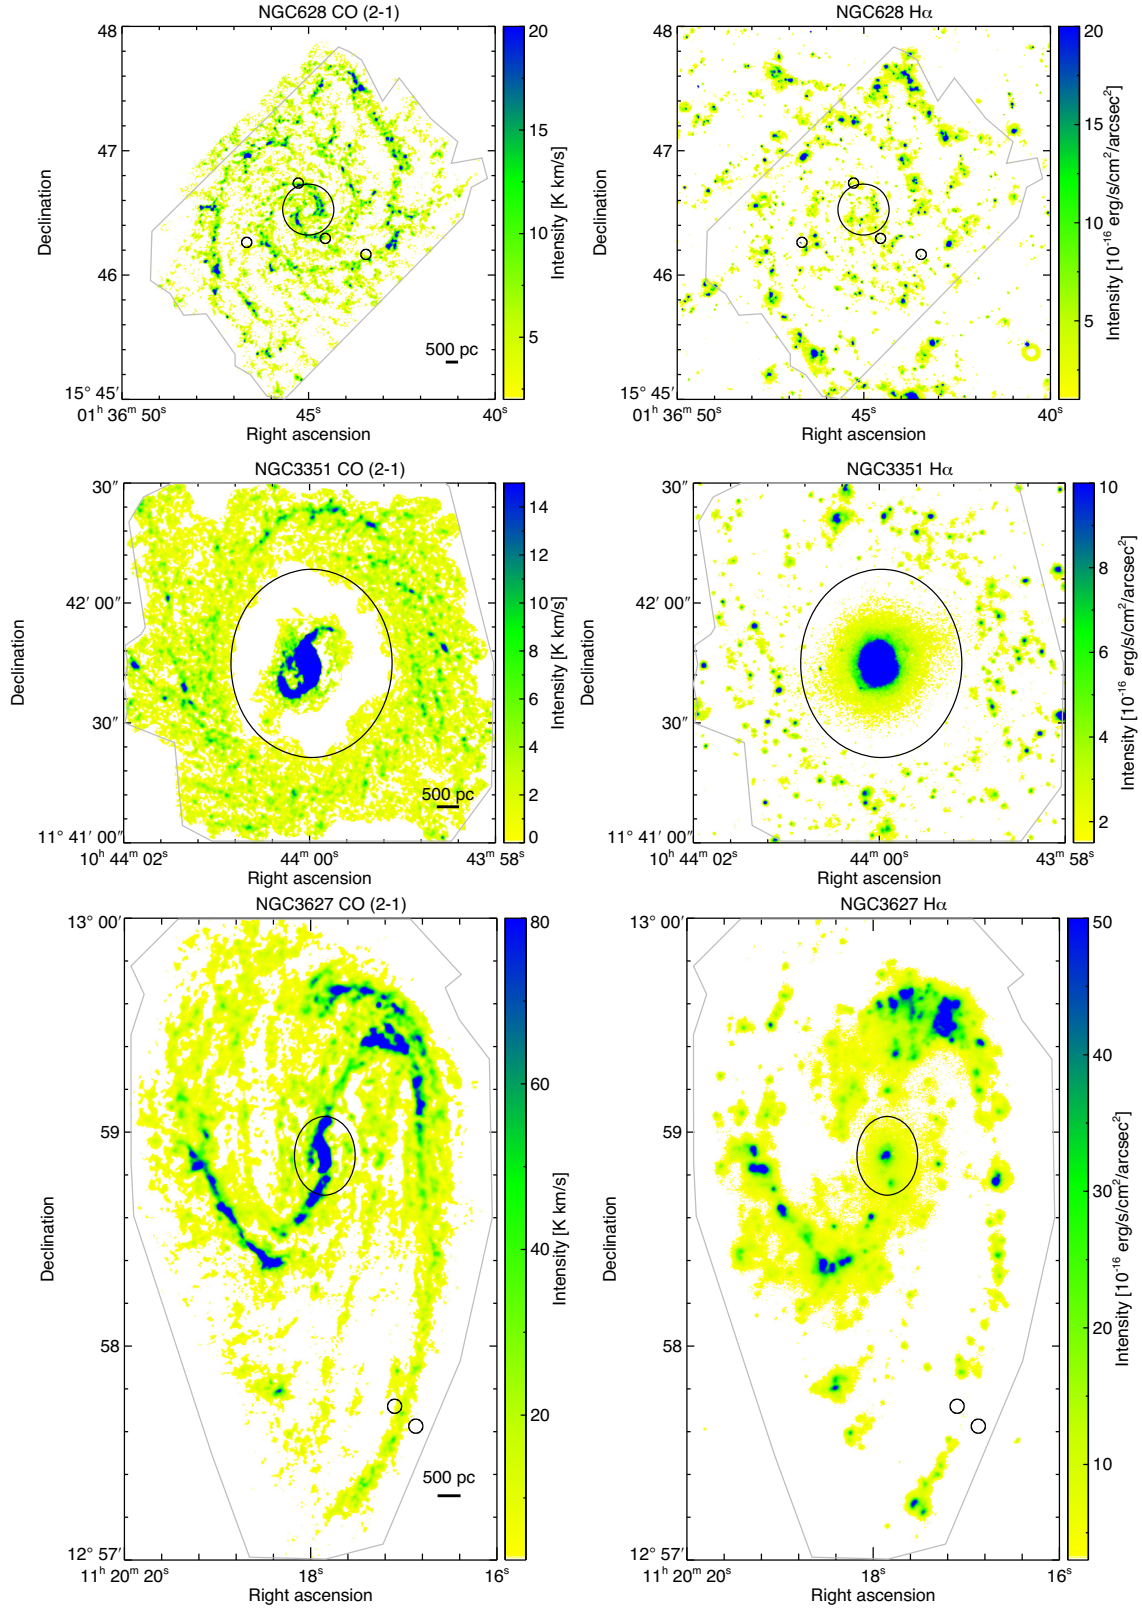 NGC628 CO (2-1)
48
47
46
15° 45′
01ʰ 36ᵐ 50ˢ
45ˢ
40ˢ
Right ascension
Declination
500 pc
20
15
10
5
Intensity [K km/s]
NGC628 Hα
48
47
46
15° 45′
01ʰ 36ᵐ 50ˢ
45ˢ
40ˢ
Right ascension
Declination
20
15
10
5
Intensity [10⁻¹⁶ erg/s/cm²/arcsec²]
NGC3351 CO (2-1)
30″
42′ 00″
30″
11° 41′ 00″
10ʰ 44ᵐ 02ˢ
44ᵐ 00ˢ
43ᵐ 58ˢ
Right ascension
Declination
500 pc
14
12
10
8
6
4
2
0
Intensity [K km/s]
NGC3351 Hα
30″
42′ 00″
30″
11° 41′ 00″
10ʰ 44ᵐ 02ˢ
44ᵐ 00ˢ
43ᵐ 58ˢ
Right ascension
Declination
10
8
6
4
2
Intensity [10⁻¹⁶ erg/s/cm²/arcsec²]
NGC3627 CO (2-1)
13° 00′
59
58
12° 57′
11ʰ 20ᵐ 20ˢ
18ˢ
16ˢ
Right ascension
Declination
500 pc
80
60
40
20
Intensity [K km/s]
NGC3627 Hα
13° 00′
59
58
12° 57′
11ʰ 20ᵐ 20ˢ
18ˢ
16ˢ
Right ascension
Declination
50
40
30
20
10
Intensity [10⁻¹⁶ erg/s/cm²/arcsec²]